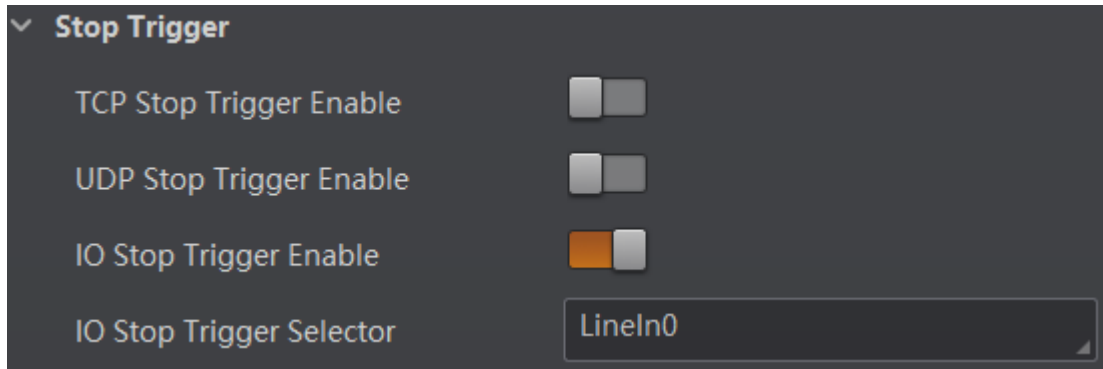 Stop Trigger
TCP Stop Trigger Enable
UDP Stop Trigger Enable
IO Stop Trigger Enable
IO Stop Trigger Selector LineIn0